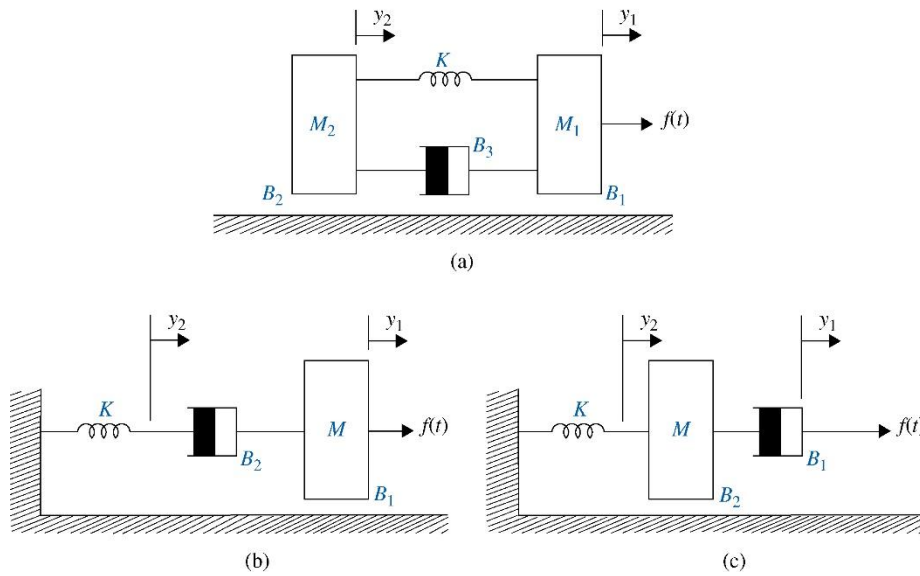 y2 y1
K
M2 M1 f(t)
B3
B2 B1
(a)
y2 y1 y2 y1
K K
M f(t) M f(t)
B2 B1
B1 B2
(b) (c)